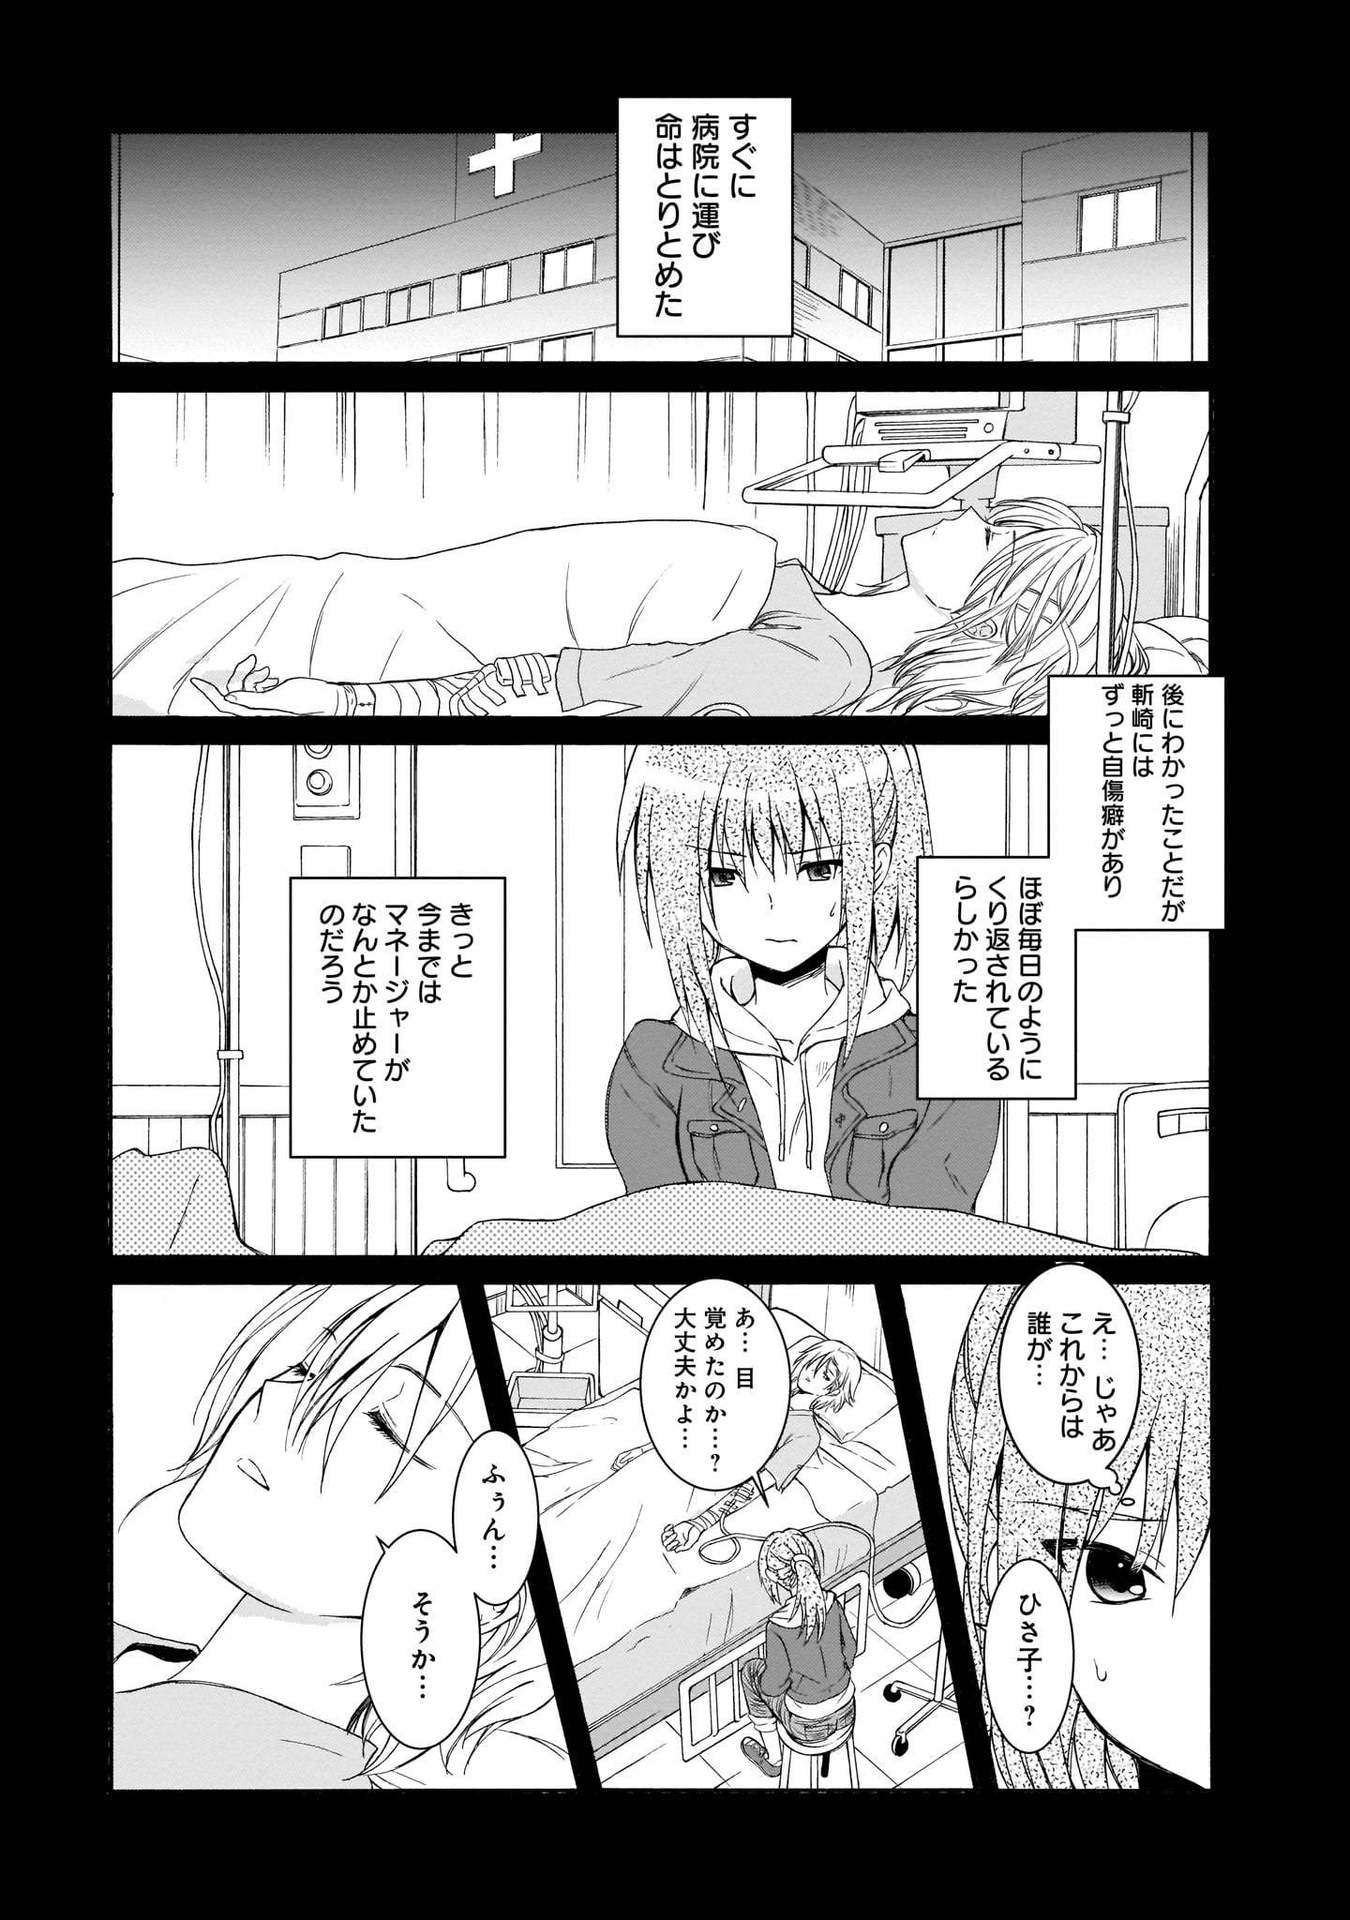 すぐに
病院に運び
命はとりとめた
後にわかったことだが
斬崎には
ずっと自傷癖があり
ほぼ毎日のように
くり返されている
らしかった
きっと
今までは
マネージャーが
なんとか止めていた
のだろう
え… じゃあ
これからは
誰が…
ひさ子…?
あ… 目
覚めたのか…?
大丈夫かよ…
ふぅん…
そうか…